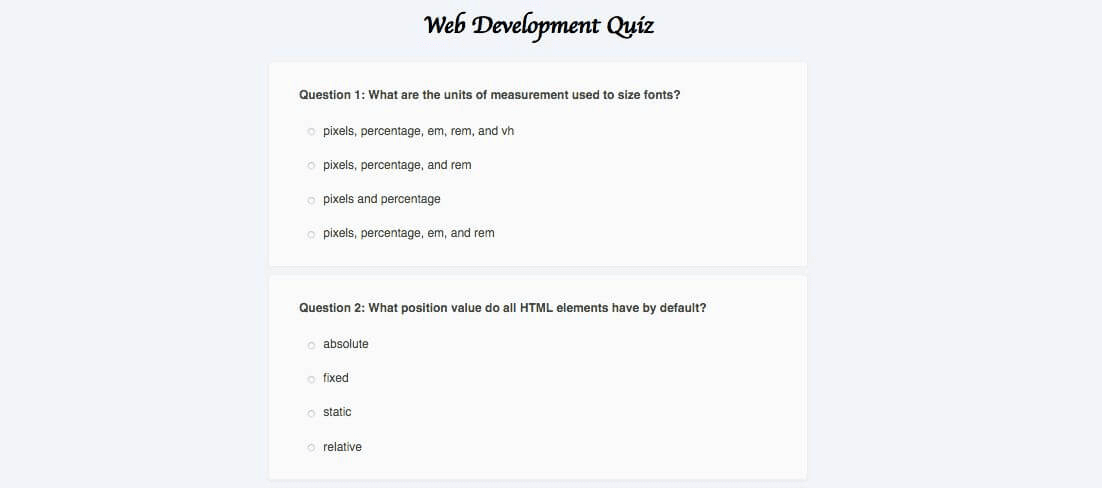 Web Development Quiz
Question 1: What are the units of measurement used to size fonts?
pixels, percentage, em, rem, and vh
pixels, percentage, and rem
pixels and percentage
pixels, percentage, em, and rem
Question 2: What position value do all HTML elements have by default?
absolute
fixed
static
relative